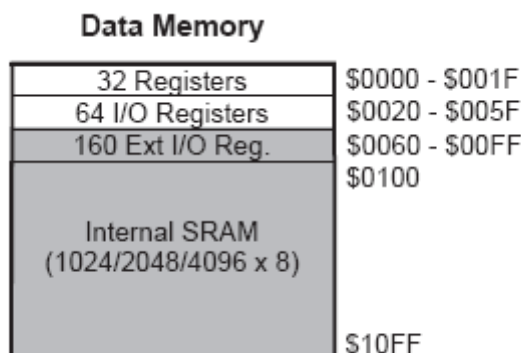 Data Memory
32 Registers $0000 - $001F
64 I/O Registers $0020 - $005F
160 Ext I/O Reg. $0060 - $00FF
$0100
Internal SRAM
(1024/2048/4096 x 8)
$10FF